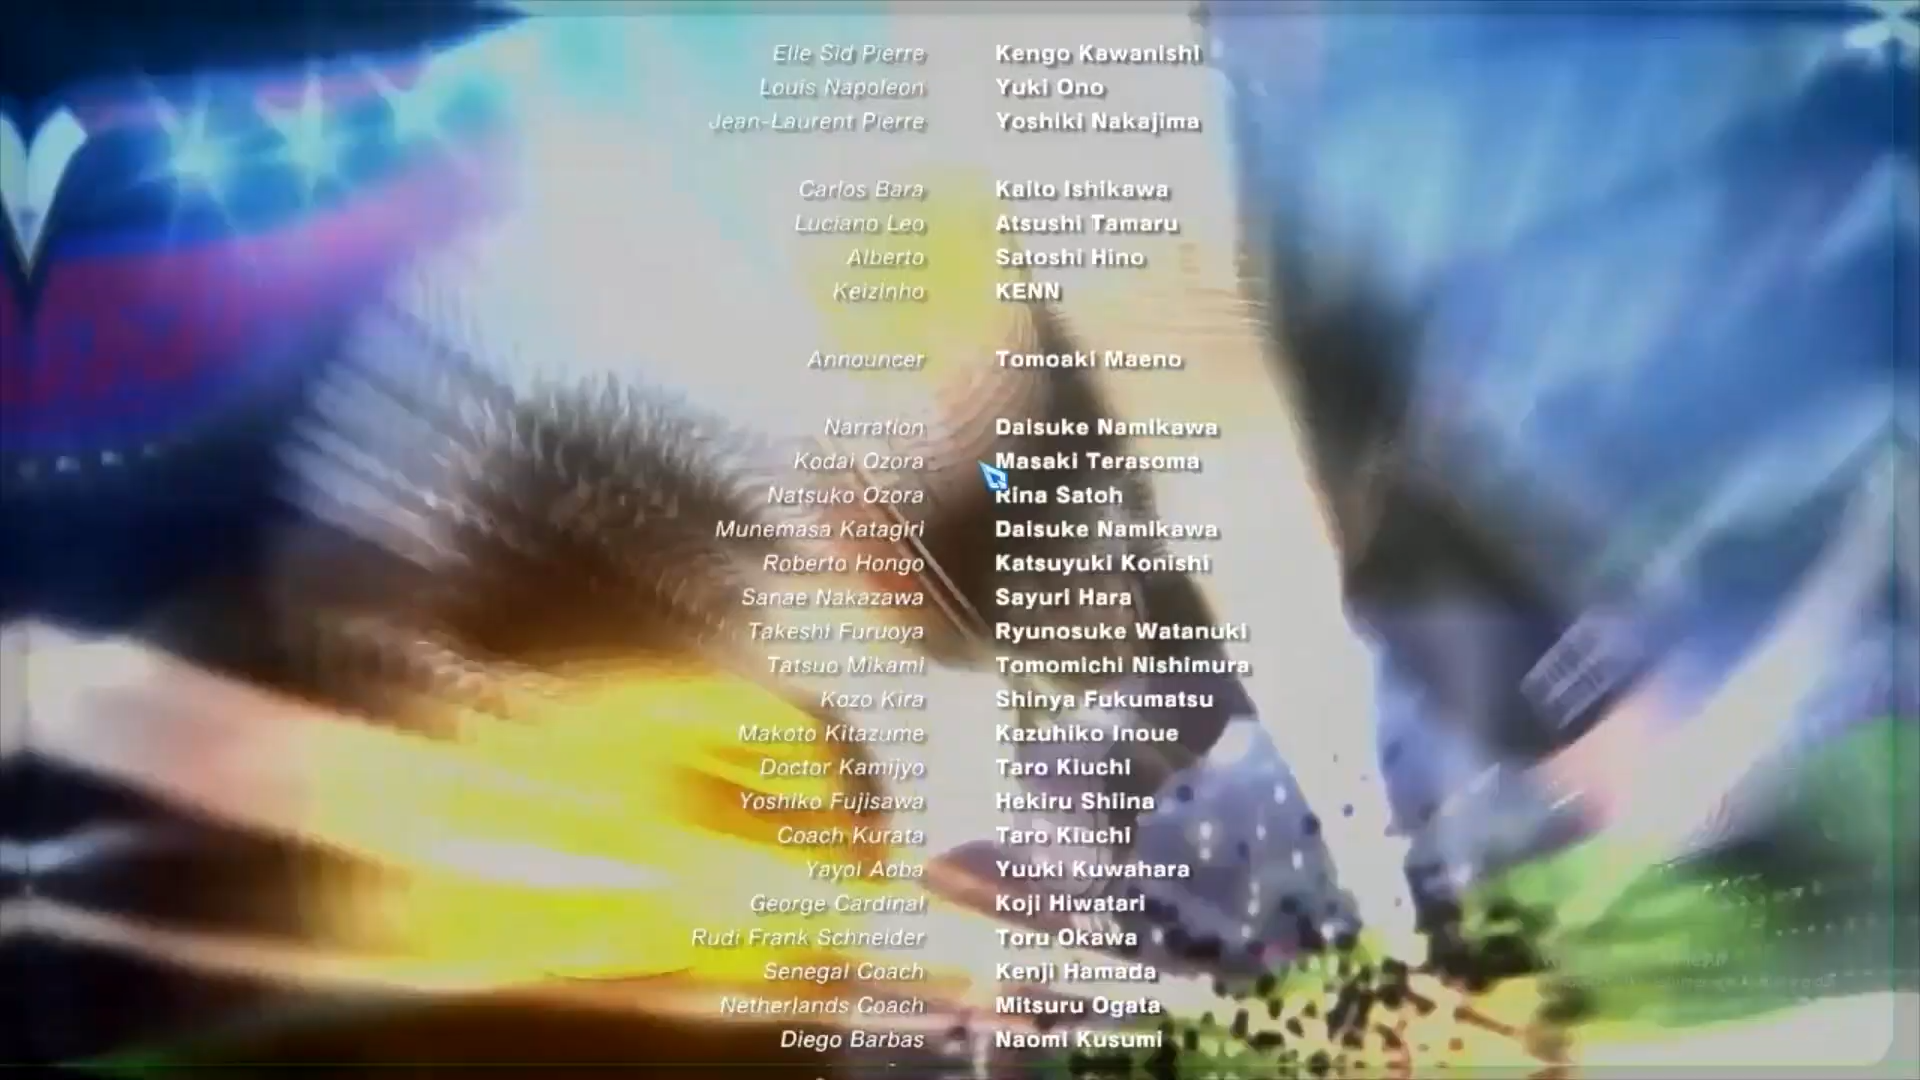 Elle Sid Pierre Kengo Kawanishi
Louis Napoleon Yuki Ono
Jean-Laurent Pierre Yoshiki Nakajima
Carlos Bara Kaito Ishikawa
Luciano Leo Atsushi Tamaru
Alberto Satoshi Hino
Keizinho KENN
Announcer Tomoaki Maeno
Narration Daisuke Namikawa
Kodai Ozora Masaki Terasoma
Natsuko Ozora Rina Satoh
Munemasa Katagiri Daisuke Namikawa
Roberto Hongo Katsuyuki Konishi
Sanae Nakazawa Sayuri Hara
Takeshi Furuoya Ryunosuke Watanuki
Tatsuo Mikami Tomomichi Nishimura
Kozo Kira Shinya Fukumatsu
Makoto Kitazume Kazuhiko Inoue
Doctor Kamijyo Taro Kiuchi
Yoshiko Fujisawa Hekiru Shiina
Coach Kurata Taro Kiuchi
Yayoi Aoba Yuuki Kuwahara
George Cardinal Koji Hiwatari
Rudi Frank Schneider Toru Okawa
Senegal Coach Kenji Hamada
Netherlands Coach Mitsuru Ogata
Diego Barbas Naomi Kusumi